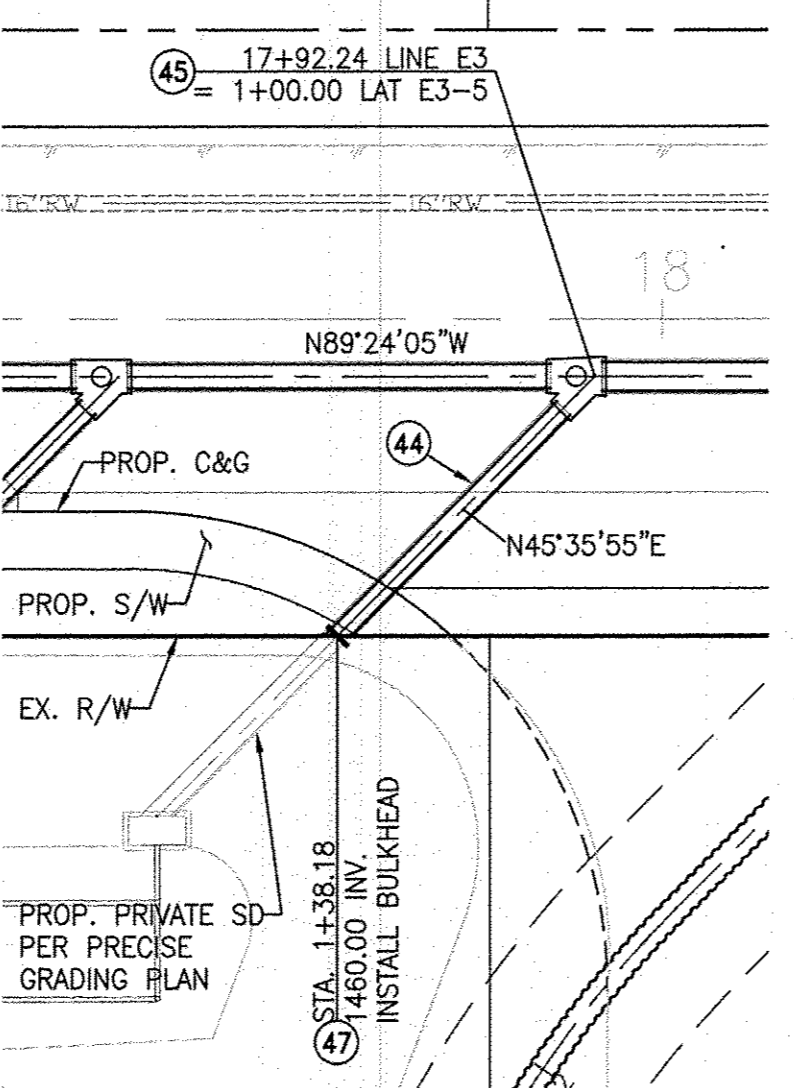 45
17+92.24 LINE E3
= 1+00.00 LAT E3-5
16"RW
16"RW
18
N89°24'05"W
44
PROP. C&G
N45°35'55"E
PROP. S/W
EX. R/W
PROP. PRIVATE SD
PER PRECISE
GRADING PLAN
STA. 1+38.18
1460.00 INV.
INSTALL BULKHEAD
47